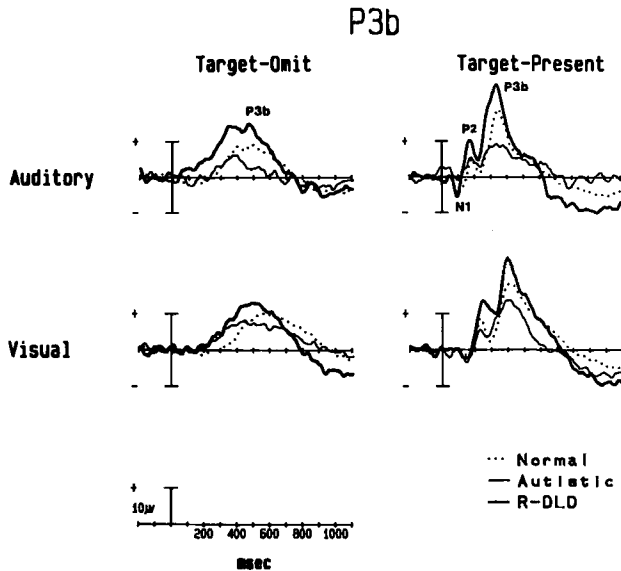 P3b
Target-Omit
Target-Present
P3b
P3b
P2
+
+
Auditory
-
-
N1
+
+
Visual
-
-
··· Normal
— Autistic
— R-DLD
+
10μv
200 400 600 800 1000
msec